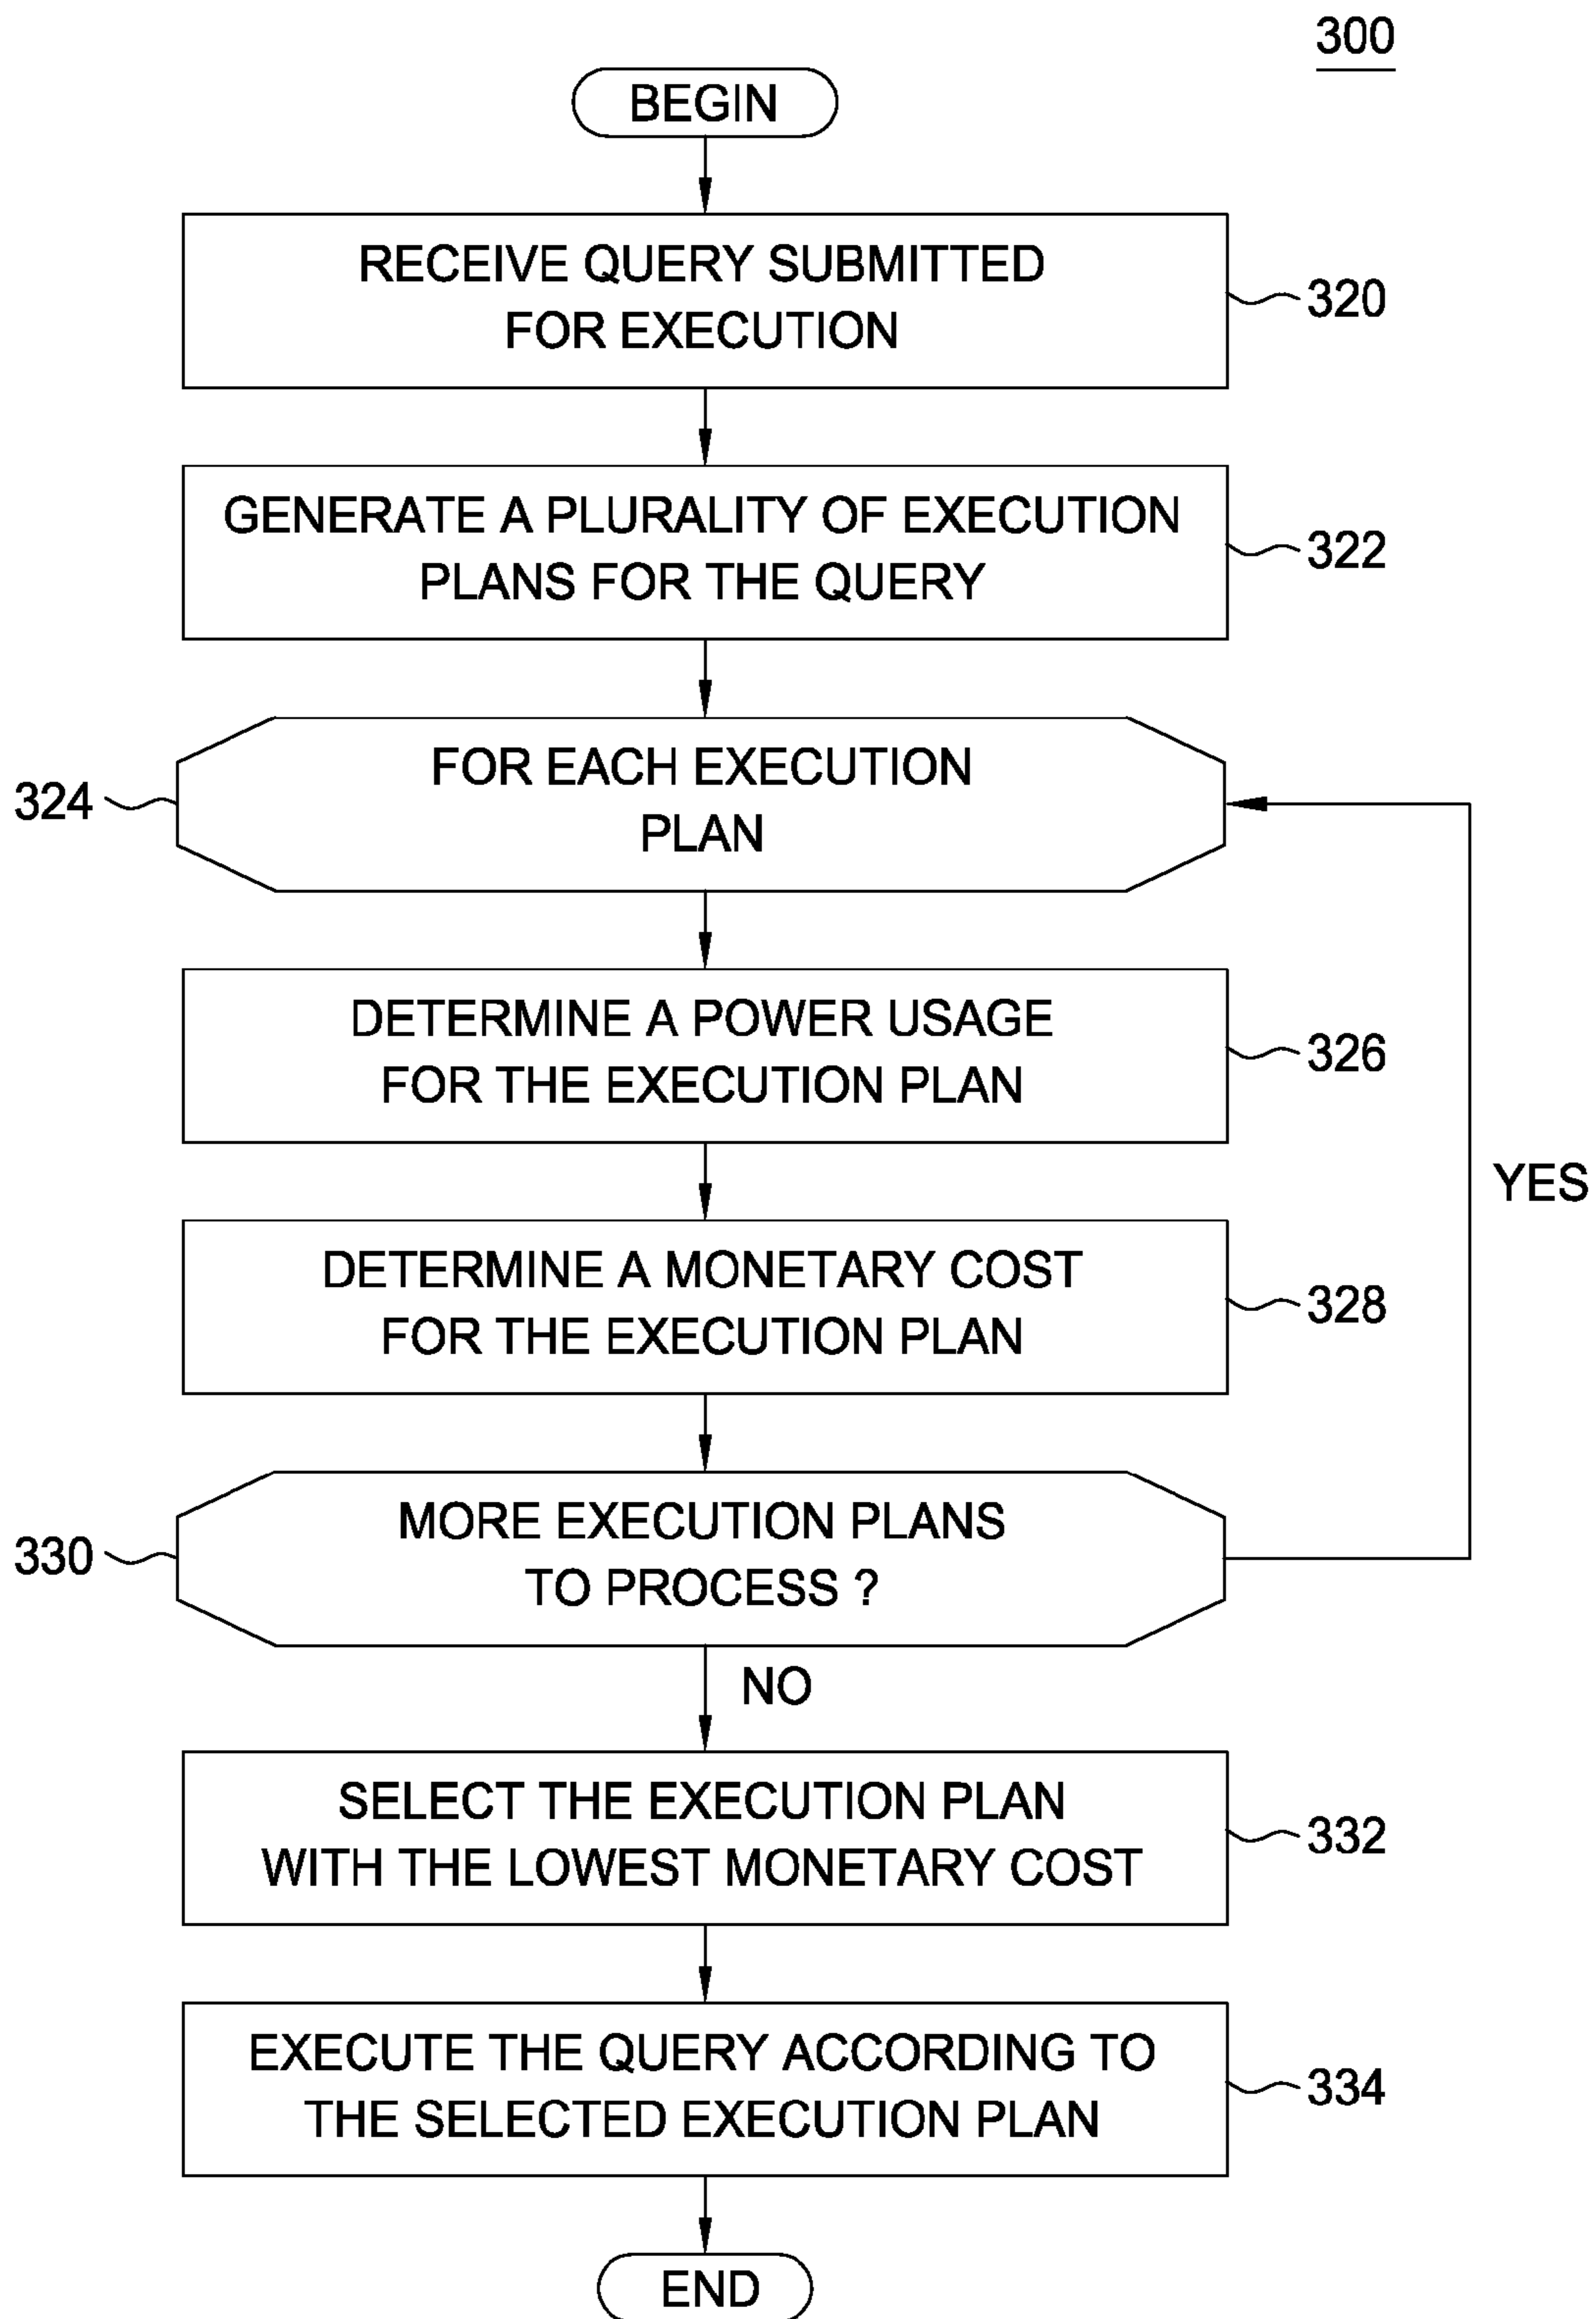 300
BEGIN
RECEIVE QUERY SUBMITTED
FOR EXECUTION
320
GENERATE A PLURALITY OF EXECUTION
PLANS FOR THE QUERY
322
FOR EACH EXECUTION
PLAN
324
DETERMINE A POWER USAGE
FOR THE EXECUTION PLAN
326
YES
DETERMINE A MONETARY COST
FOR THE EXECUTION PLAN
328
MORE EXECUTION PLANS
TO PROCESS ?
330
NO
SELECT THE EXECUTION PLAN
WITH THE LOWEST MONETARY COST
332
EXECUTE THE QUERY ACCORDING TO
THE SELECTED EXECUTION PLAN
334
END